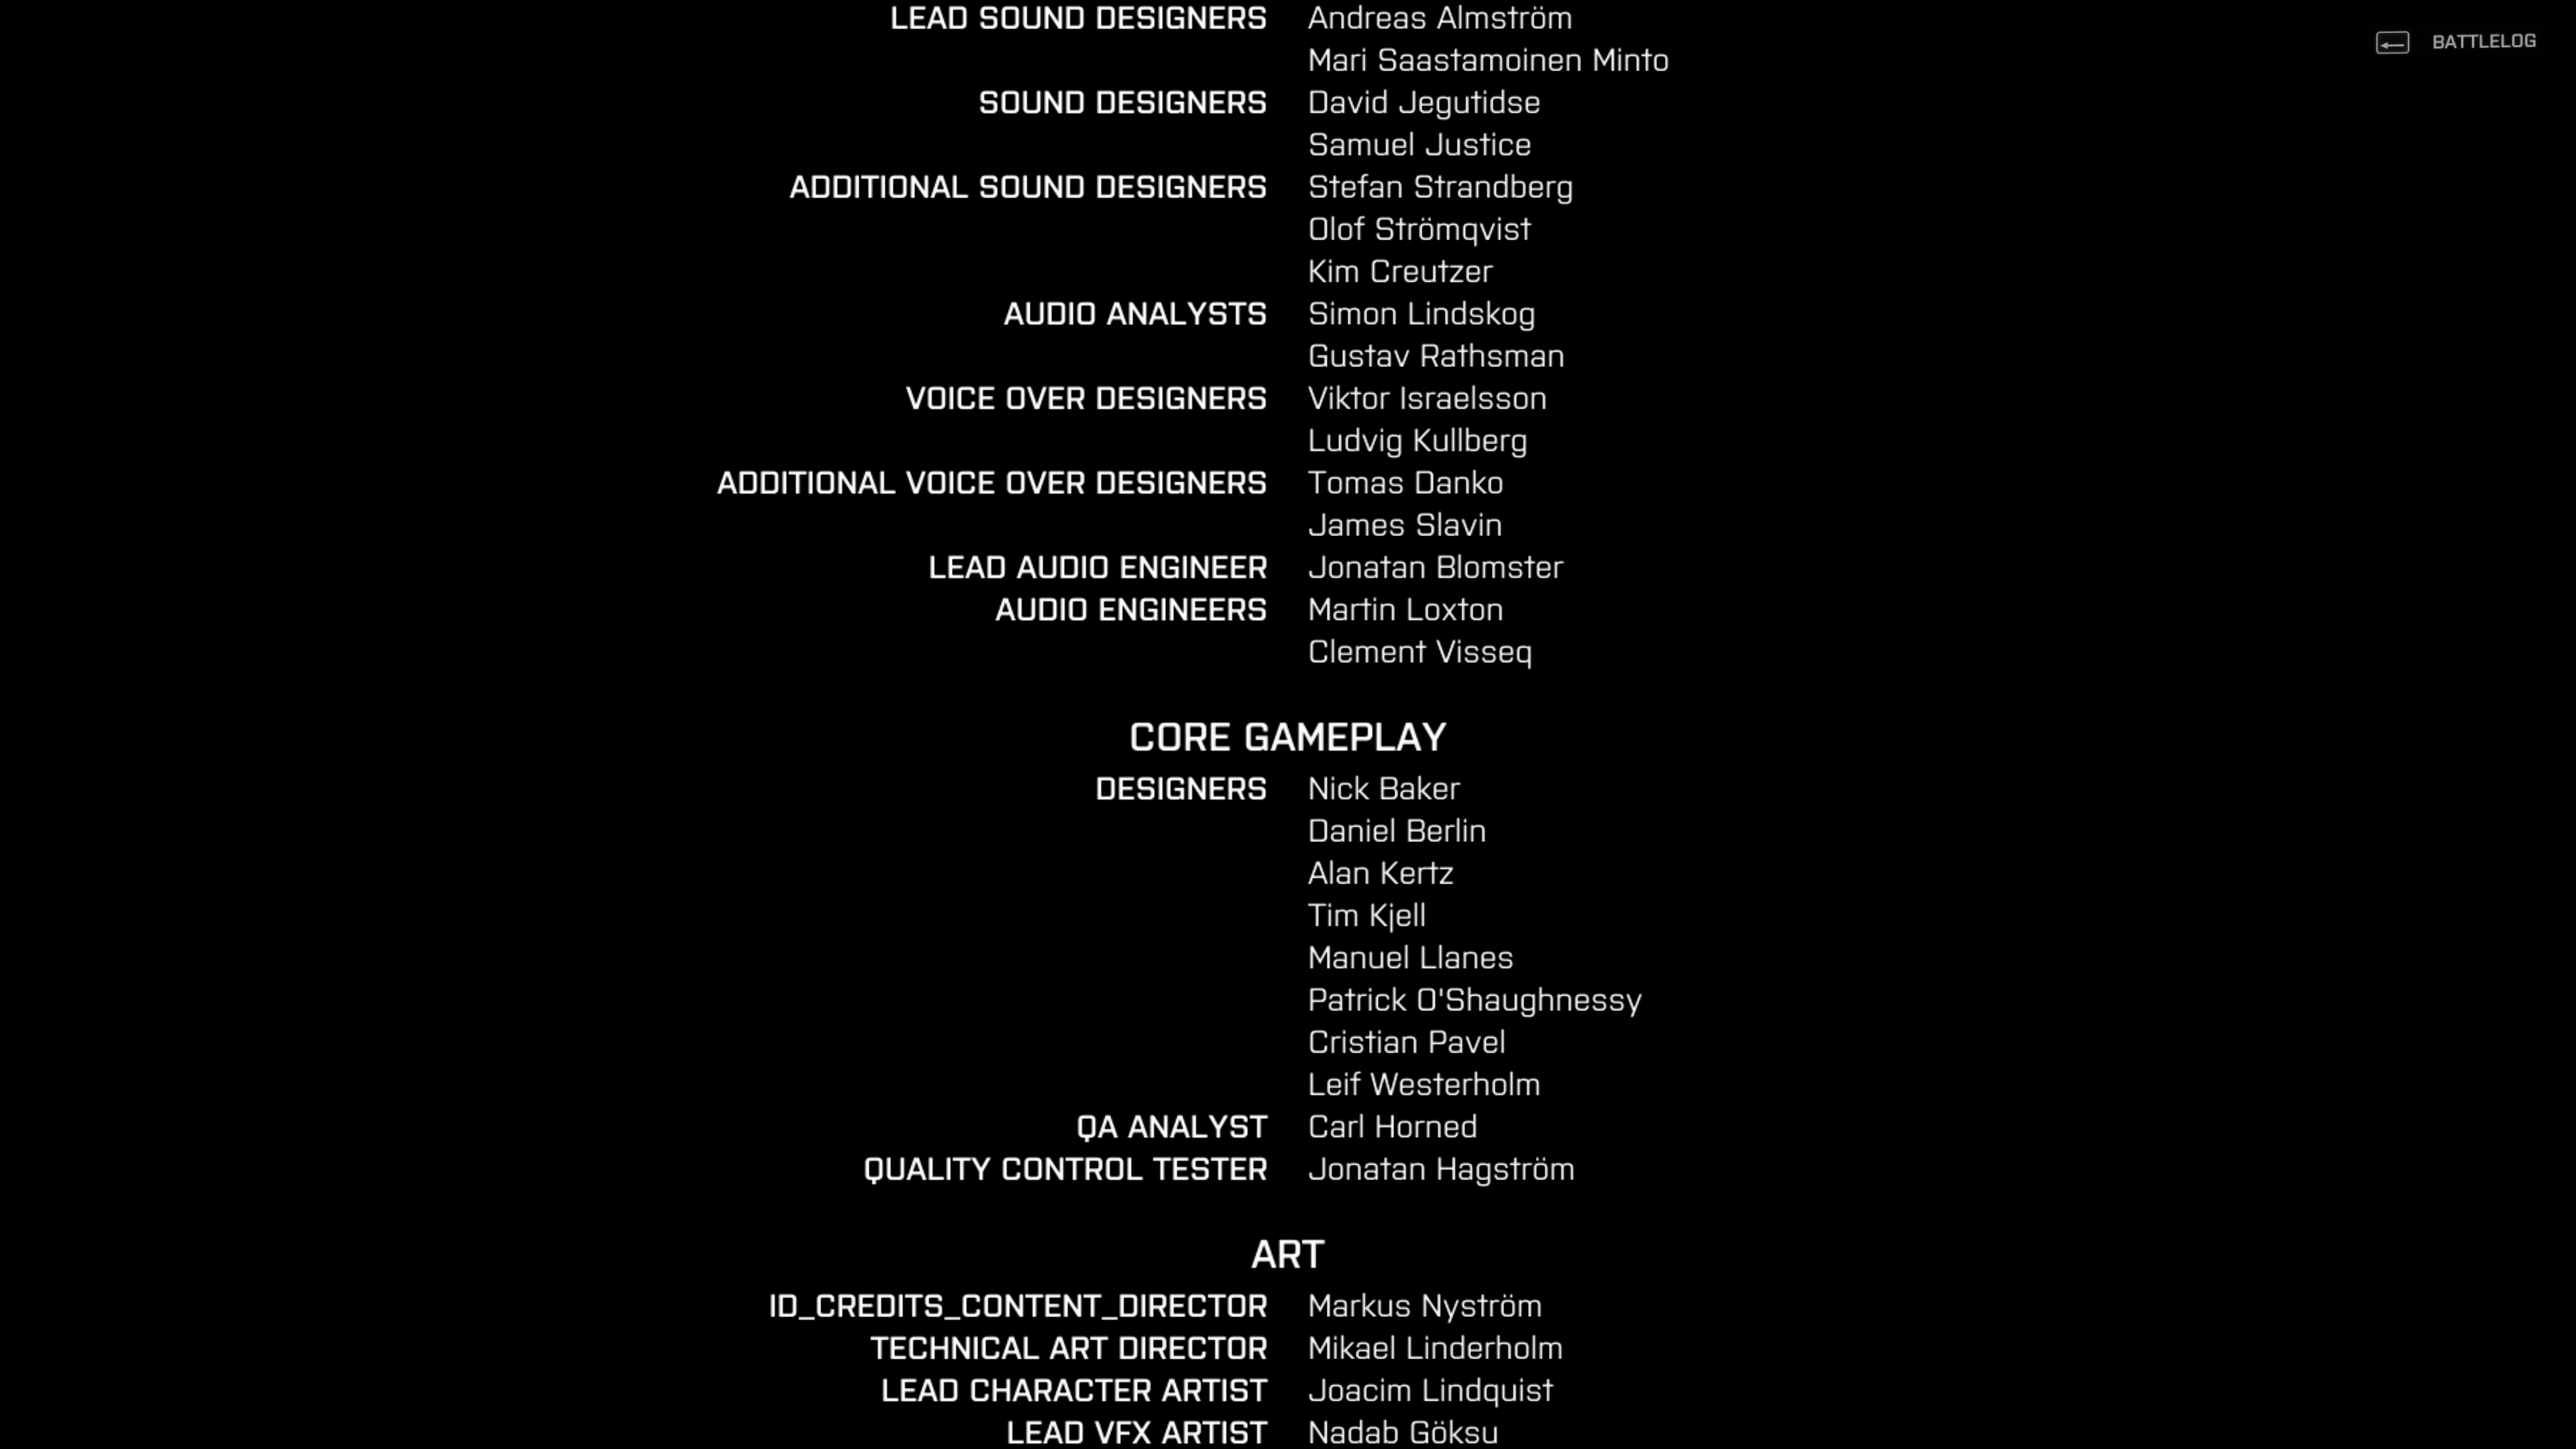 LEAD SOUND DESIGNERS Andreas Almström
BATTLELOG
Mari Saastamoinen Minto
SOUND DESIGNERS David Jegutidse
Samuel Justice
ADDITIONAL SOUND DESIGNERS Stefan Strandberg
Olof Strömqvist
Kim Creutzer
AUDIO ANALYSTS Simon Lindskog
Gustav Rathsman
VOICE OVER DESIGNERS Viktor Israelsson
Ludvig Kullberg
ADDITIONAL VOICE OVER DESIGNERS Tomas Danko
James Slavin
LEAD AUDIO ENGINEER Jonatan Blomster
AUDIO ENGINEERS Martin Loxton
Clement Visseq
CORE GAMEPLAY
DESIGNERS Nick Baker
Daniel Berlin
Alan Kertz
Tim Kjell
Manuel Llanes
Patrick O'Shaughnessy
Cristian Pavel
Leif Westerholm
QA ANALYST Carl Horned
QUALITY CONTROL TESTER Jonatan Hagström
ART
ID_CREDITS_CONTENT_DIRECTOR Markus Nyström
TECHNICAL ART DIRECTOR Mikael Linderholm
LEAD CHARACTER ARTIST Joacim Lindquist
LEAD VFX ARTIST Nadab Göksu